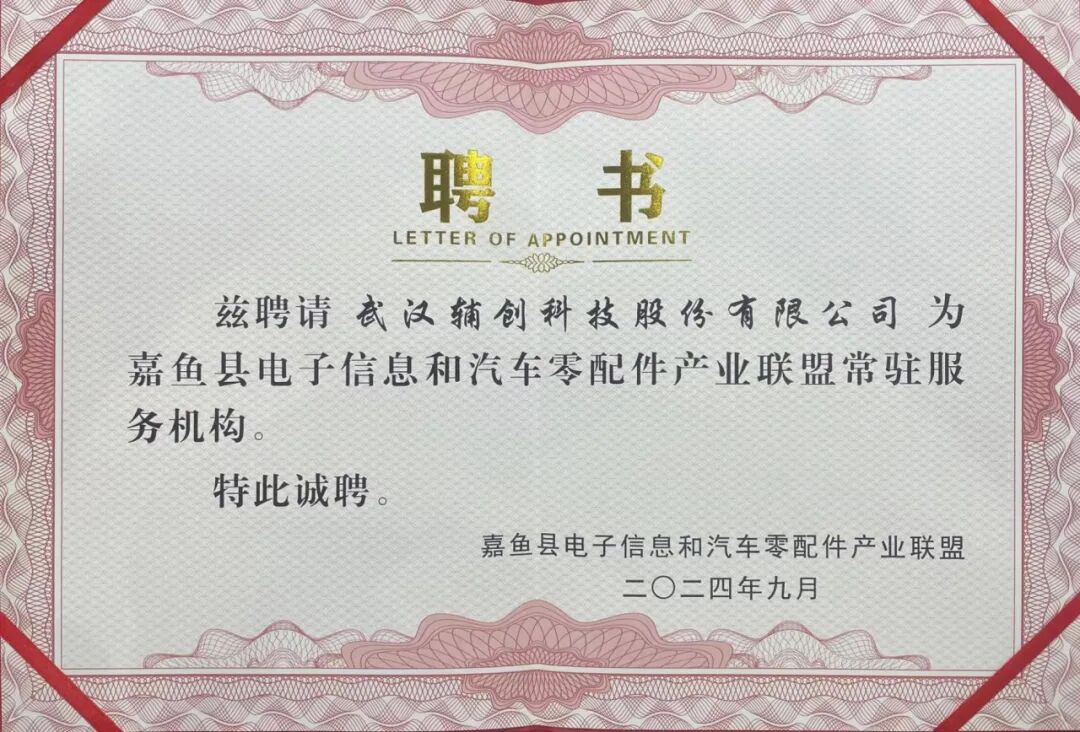 聘 书
LETTER OF APPOINTMENT
兹聘请 武汉辅创科技股份有限公司 为
嘉鱼县电子信息和汽车零配件产业联盟常驻服
务机构。
特此诚聘。
嘉鱼县电子信息和汽车零配件产业联盟
二〇二四年九月